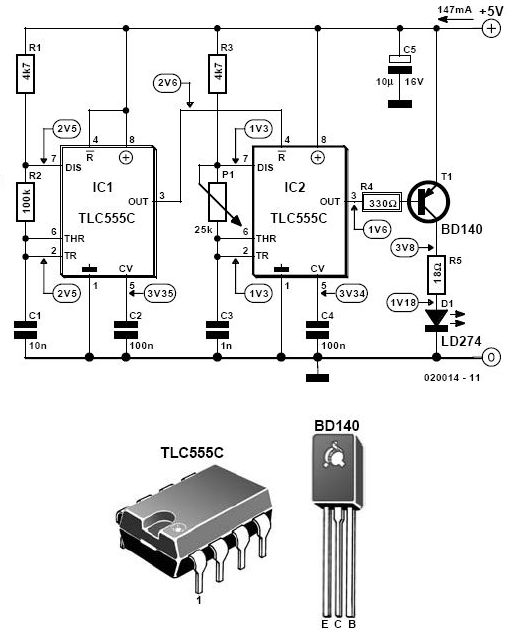 147mA +5V
R1
4k7
R3
4k7
C5
10µ 16V
2V6
2V5
1V3
4 8
R
4 8
R
T1
7 DIS
7 DIS
R2
100k
IC1
TLC555C
OUT 3
P1
25k
IC2
TLC555C
OUT 3
R4
330Ω
BD140
1V6
3V8
R5
18Ω
6 THR
2 TR
6 THR
2 TR
2V5
CV
1 5
3V35
1V3
CV
1 5
3V34
1V18
D1
LD274
C1
10n
C2
100n
C3
1n
C4
100n
0
020014 - 11
TLC555C
1
BD140
E C B